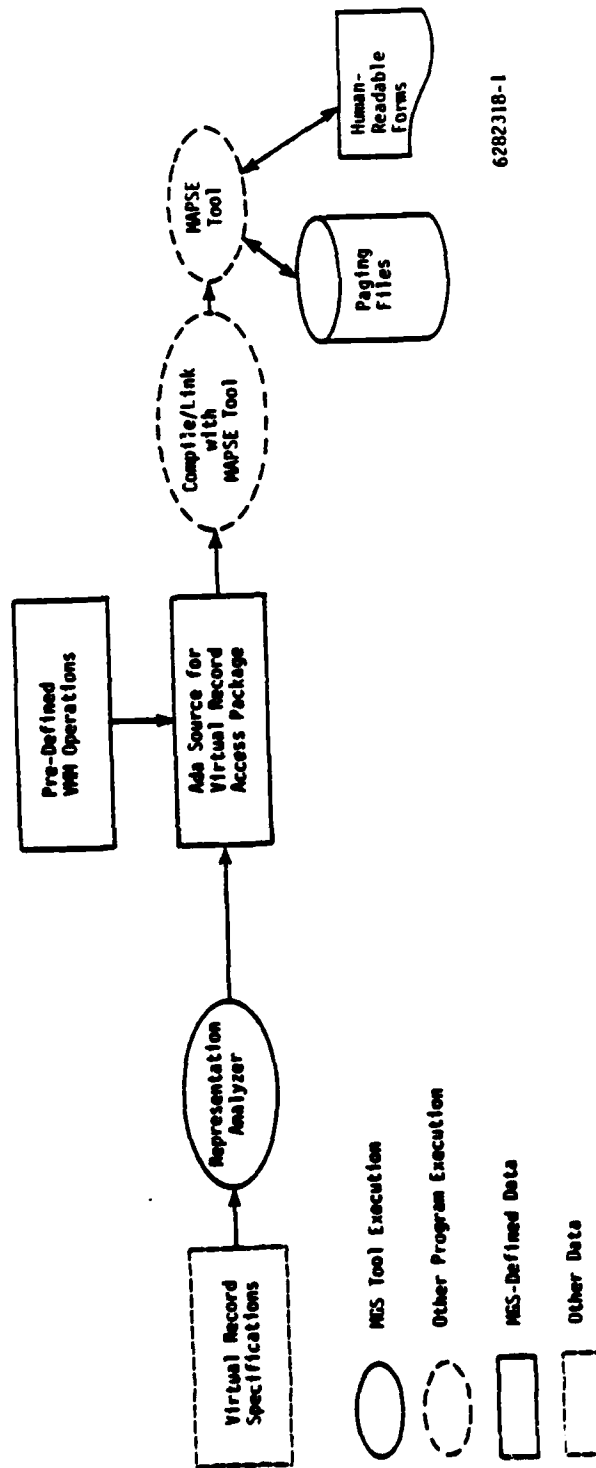 Virtual Record
Specifications
Representation
Analyzer
Pre-Defined
VMM Operations
Ada Source for
Virtual Record
Access Package
Compile/Link
with
MAPSE Tool
MAPSE
Tool
Paging
Files
Human-
Readable
Forms
MGS Tool Execution
Other Program Execution
MGS-Defined Data
Other Data
6282318-1